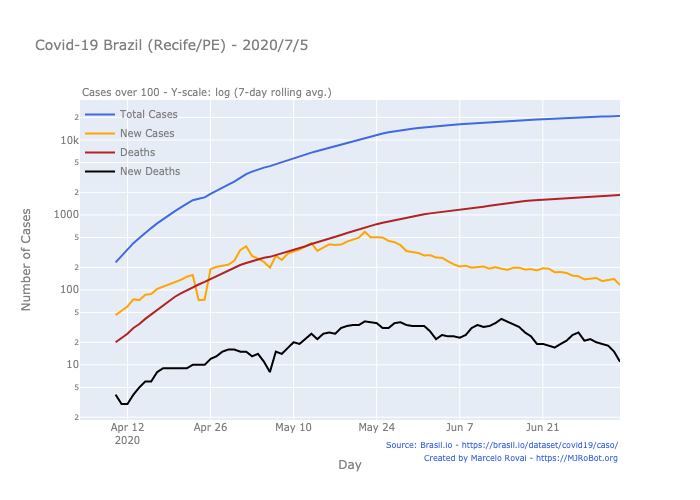 Covid-19 Brazil (Recife/PE) - 2020/7/5
Cases over 100 - Y-scale: log (7-day rolling avg.)
Total Cases
New Cases
Deaths
New Deaths
Number of Cases
2
10k
5
2
1000
5
2
100
5
2
10
5
2
Apr 12
2020
Apr 26
May 10
May 24
Jun 7
Jun 21
Day
Source: Brasil.io - https://brasil.io/dataset/covid19/caso/
Created by Marcelo Rovai - https://MJRoBot.org